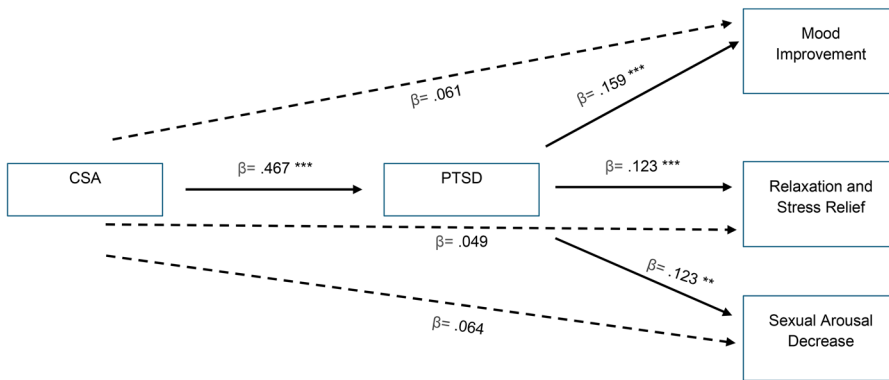 Mood
Improvement
β= .061
β= .159 ***
CSA
β= .467 ***
PTSD
β= .123 ***
Relaxation and
Stress Relief
β= .049
β= .123 **
β= .064
Sexual Arousal
Decrease